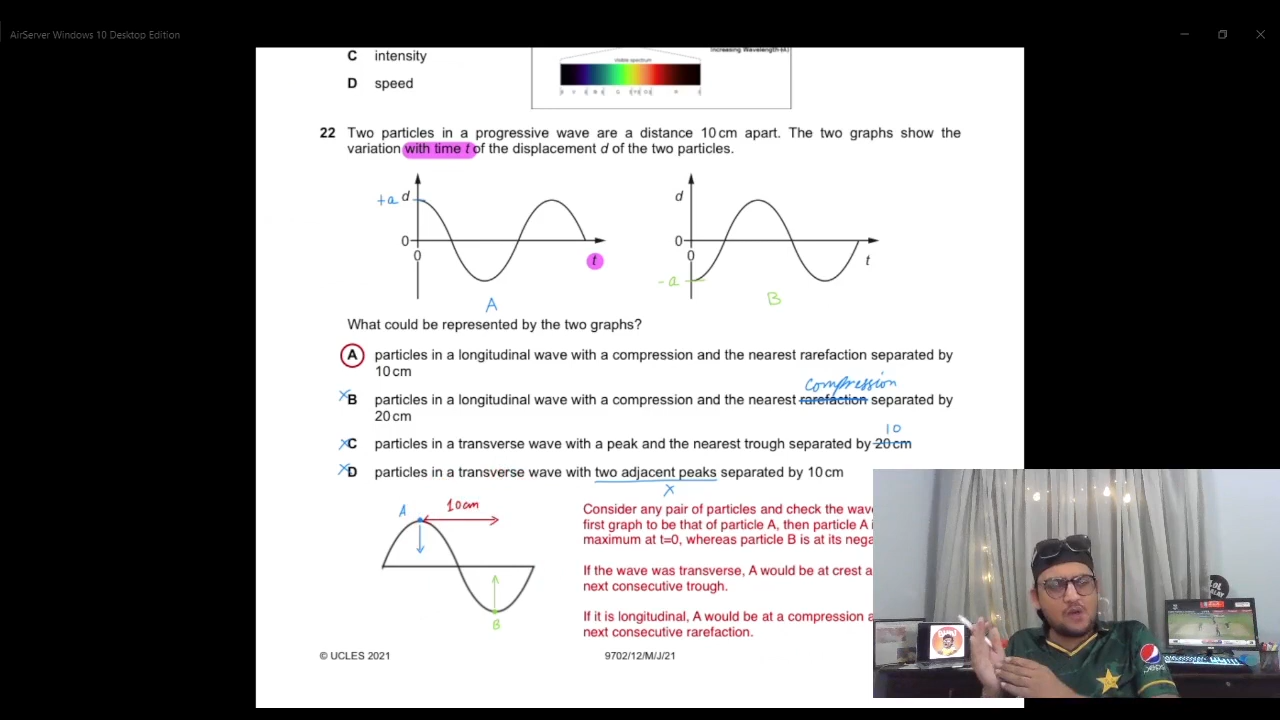 AirServer Windows 10 Desktop Edition
C intensity
D speed
Increasing Wavelength (λ)
Visible spectrum
22 Two particles in a progressive wave are a distance 10 cm apart. The two graphs show the
variation with time t of the displacement d of the two particles.
+a d
0
0
t
A
d
0
0
-a
t
B
What could be represented by the two graphs?
A particles in a longitudinal wave with a compression and the nearest rarefaction separated by
10 cm
compression
X B particles in a longitudinal wave with a compression and the nearest rarefaction separated by
20 cm
10
X C particles in a transverse wave with a peak and the nearest trough separated by 20 cm
X D particles in a transverse wave with two adjacent peaks separated by 10 cm
X
A
10cm
B
Consider any pair of particles and check the wav
first graph to be that of particle A, then particle A i
maximum at t=0, whereas particle B is at its nega
If the wave was transverse, A would be at crest a
next consecutive trough.
If it is longitudinal, A would be at a compression a
next consecutive rarefaction.
© UCLES 2021
9702/12/M/J/21
LOL
pepsi